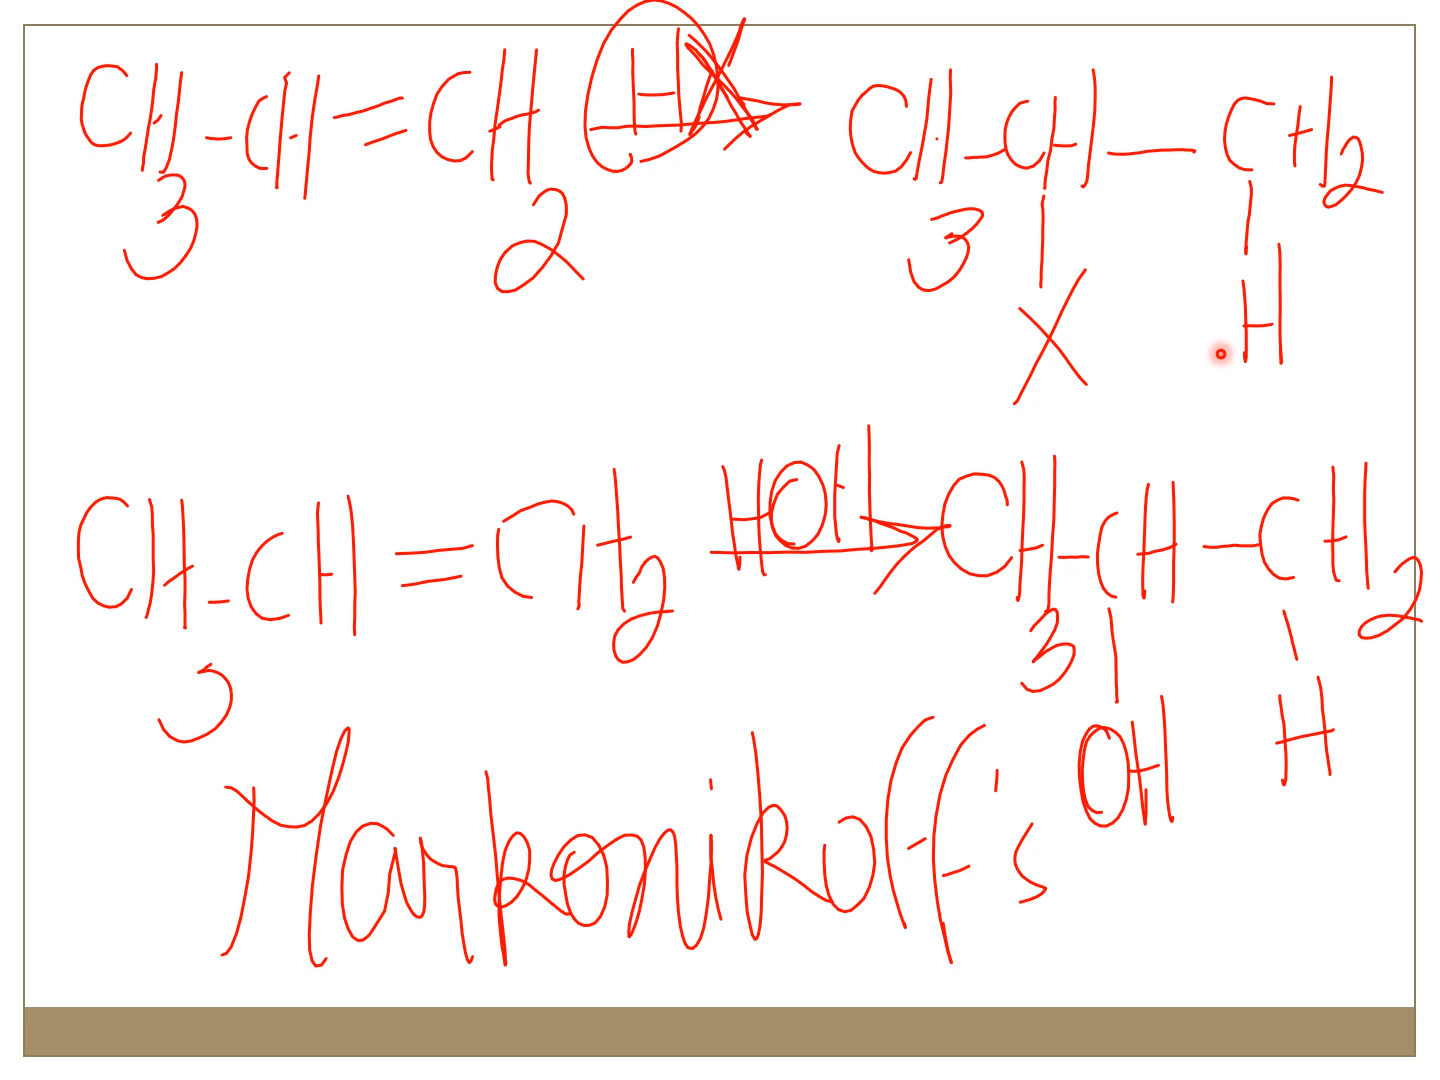 CH3-CH=CH2 HX CH3-CH-CH2
X H
CH3-CH=CH2 HOH CH3-CH-CH2
OH H
Markonikoff's